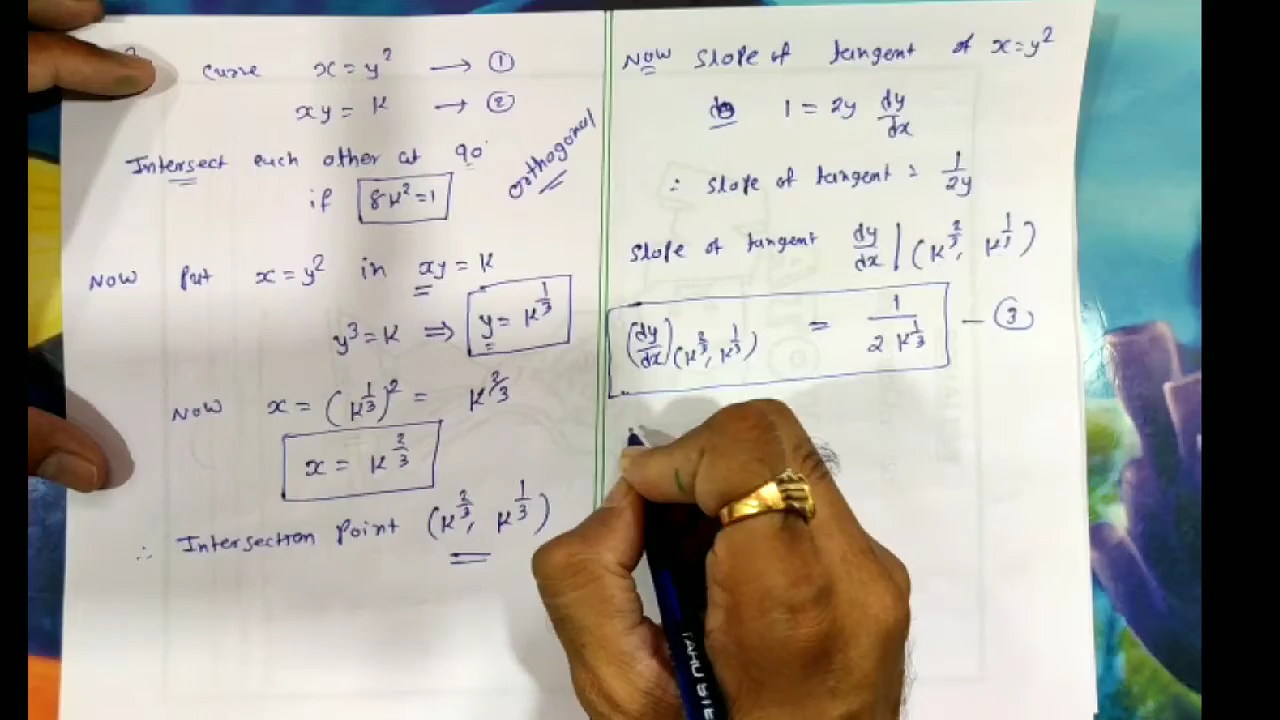 curve x = y² → ①
xy = K → ②
Intersect each other at 90°
if 8K² = 1
orthogonal
NOW Put x = y² in xy = K
y³ = K ⇒ y = K^{1/3}
NOW x = (K^{1/3})² = K^{2/3}
x = K^{2/3}
∴ Intersection point (K^{2/3}, K^{1/3})
NOW slope of tangent of x = y²
1 = 2y dy/dx
∴ slope of tangent = 1/2y
slope of tangent dy/dx | (K^{2/3}, K^{1/3})
(dy/dx)(K^{2/3}, K^{1/3}) = 1/2K^{1/3} — ③